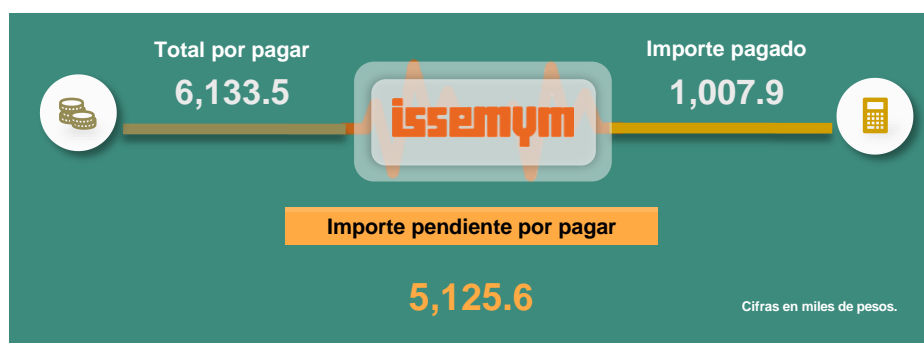 Total por pagar
6,133.5
Importe pagado
1,007.9
issemym
Importe pendiente por pagar
5,125.6
Cifras en miles de pesos.